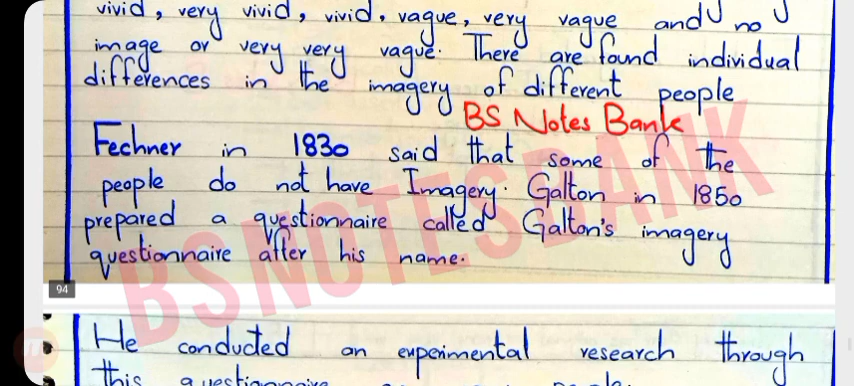 vivid, very vivid, vivid, vague, very vague and no
image or very very vague. There are found individual
differences in the imagery of different people
BS Notes Bank
Fechner in 1830 said that some of the
people do not have Imagery. Galton in 1850
prepared a questionnaire called Galton's imagery
questionnaire after his name.
BSNOTESBANK
94
He conducted an experimental research through
this questionnaire people